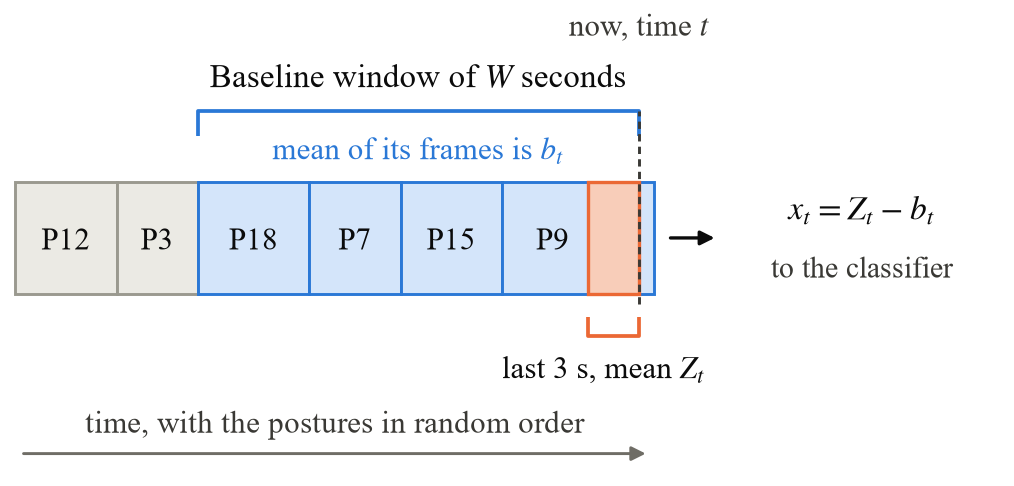 now, time t
Baseline window of W seconds
mean of its frames is bₜ
P12 P3 P18 P7 P15 P9
xₜ = Zₜ − bₜ
to the classifier
last 3 s, mean Zₜ
time, with the postures in random order